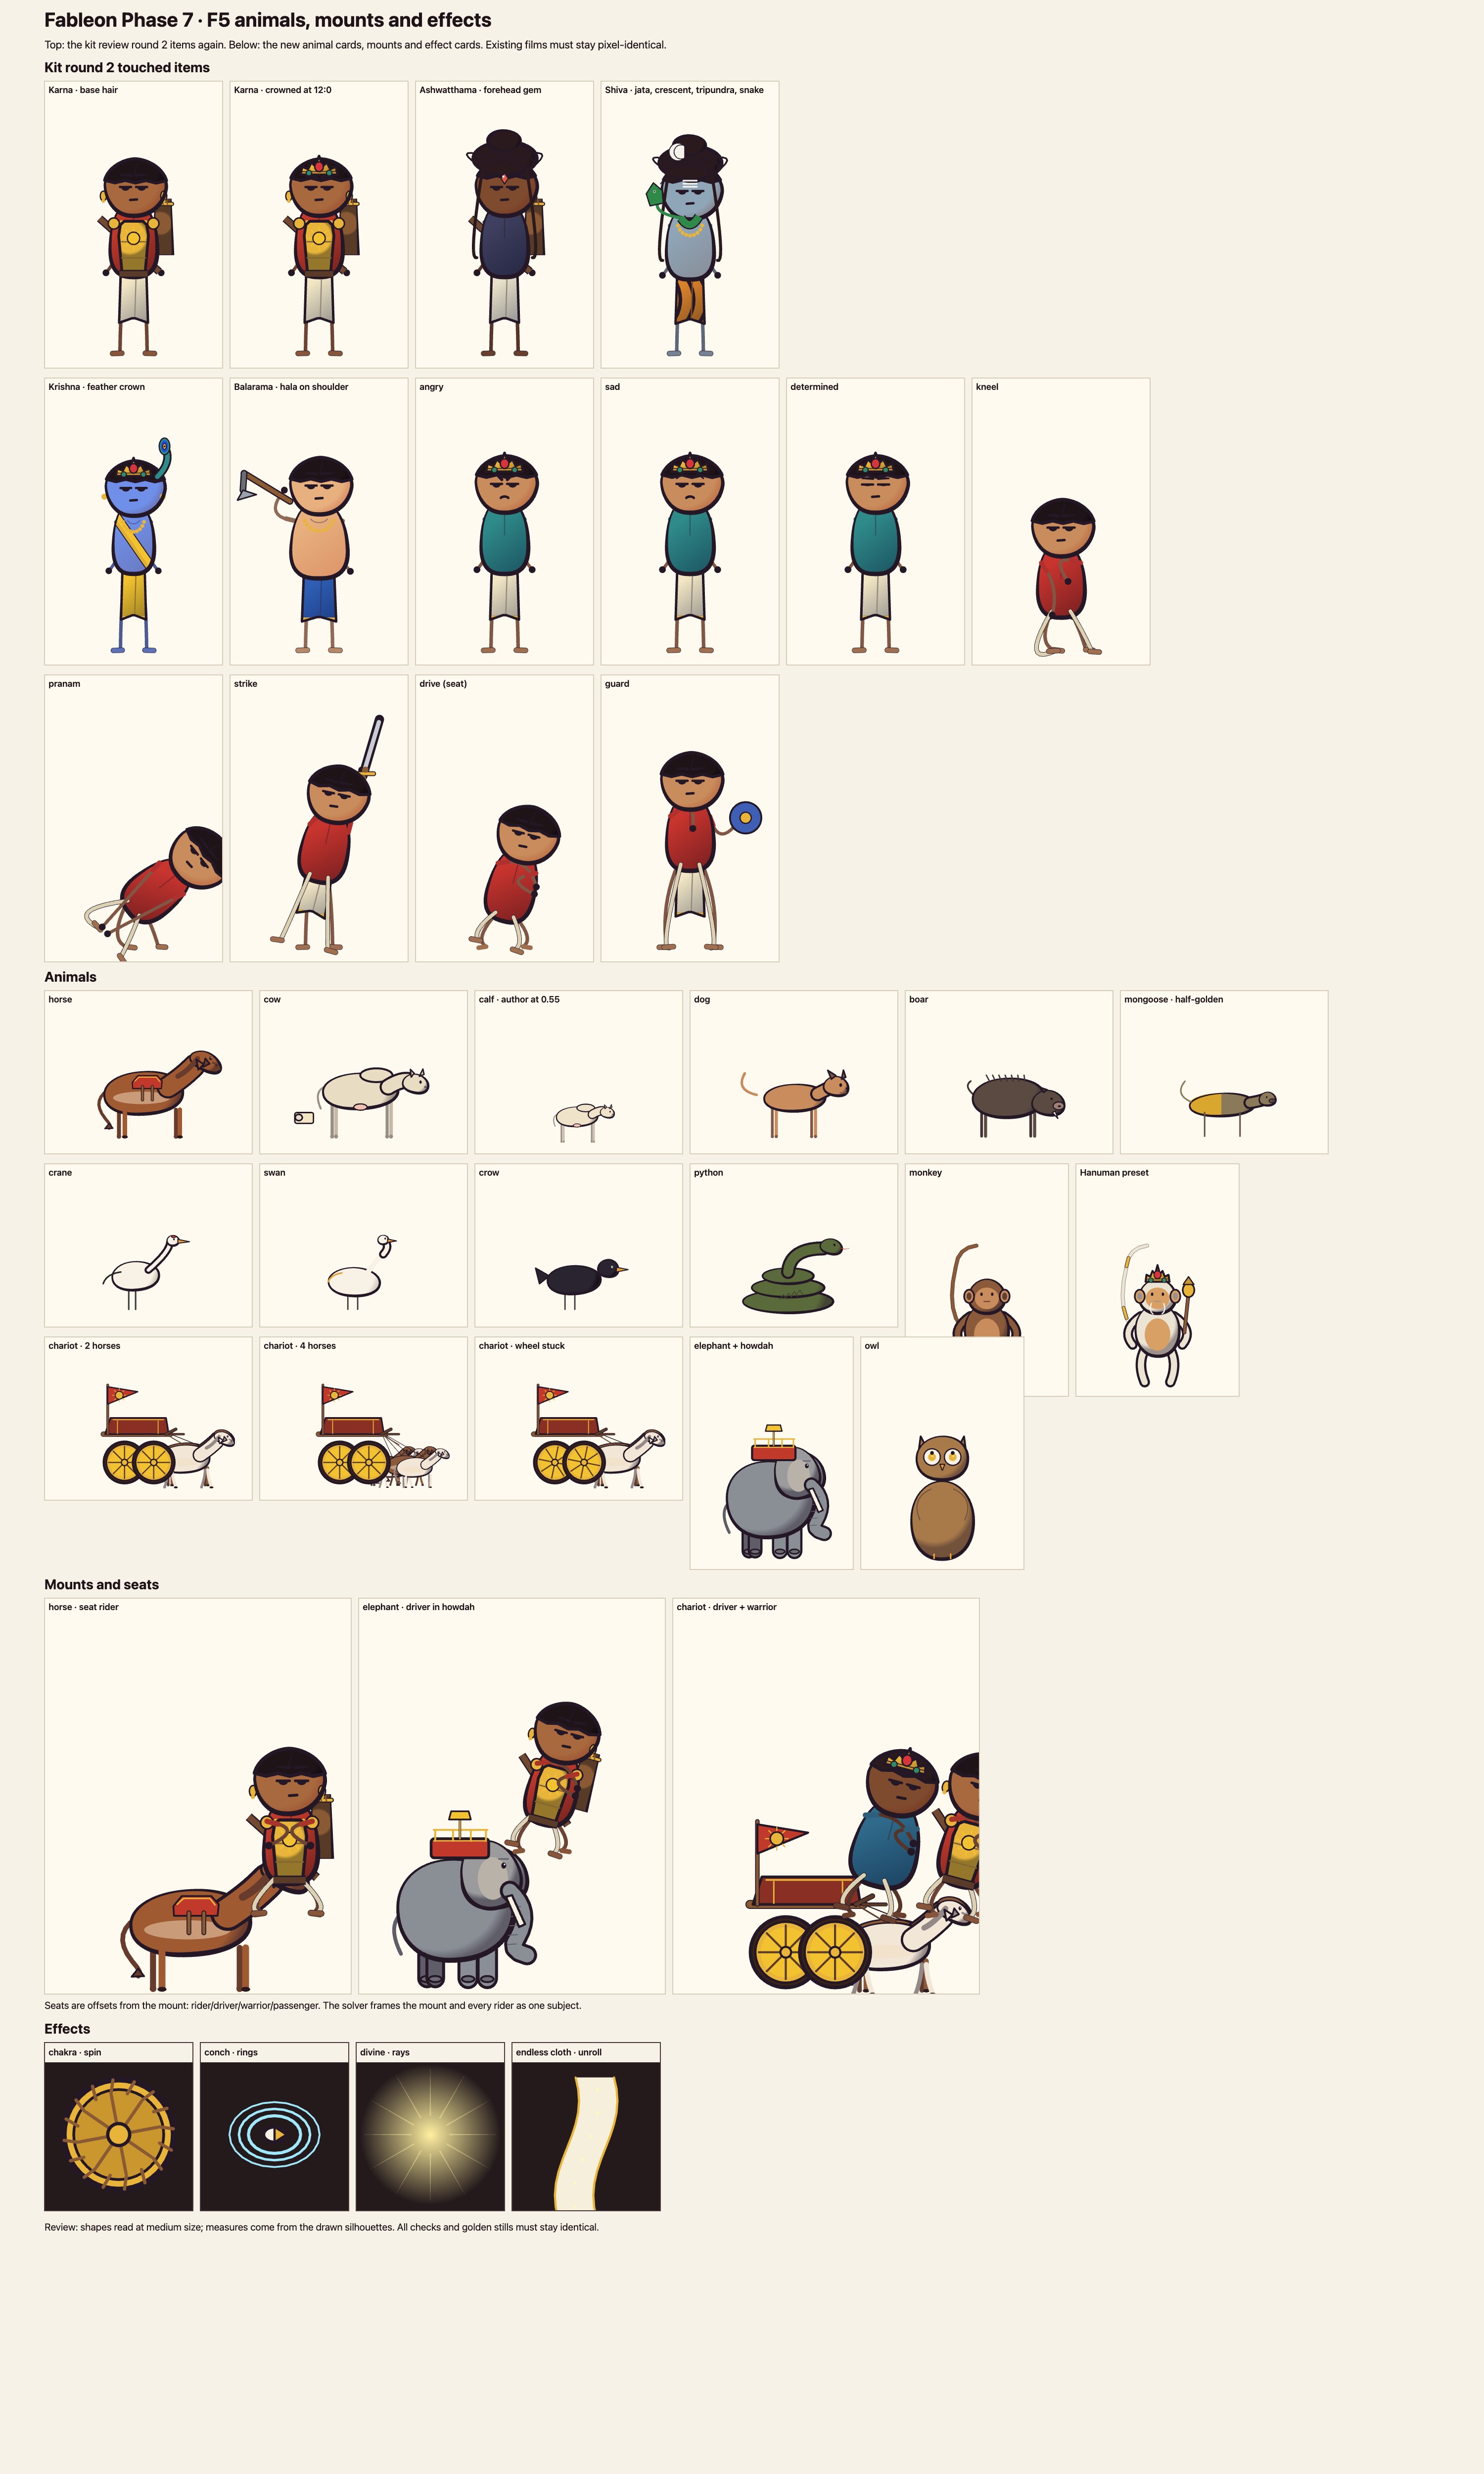 Fableon Phase 7 · F5 animals, mounts and effects
Top: the kit review round 2 items again. Below: the new animal cards, mounts and effect cards. Existing films must stay pixel-identical.
Kit round 2 touched items
Karna · base hair
Karna · crowned at 12:0
Ashwatthama · forehead gem
Shiva · jata, crescent, tripundra, snake
Krishna · feather crown
Balarama · hala on shoulder
angry
sad
determined
kneel
pranam
strike
drive (seat)
guard
Animals
horse
cow
calf · author at 0.55
dog
boar
mongoose · half-golden
crane
swan
crow
python
monkey
Hanuman preset
chariot · 2 horses
chariot · 4 horses
chariot · wheel stuck
elephant + howdah
owl
Mounts and seats
horse · seat rider
elephant · driver in howdah
chariot · driver + warrior
Seats are offsets from the mount: rider/driver/warrior/passenger. The solver frames the mount and every rider as one subject.
Effects
chakra · spin
conch · rings
divine · rays
endless cloth · unroll
Review: shapes read at medium size; measures come from the drawn silhouettes. All checks and golden stills must stay identical.